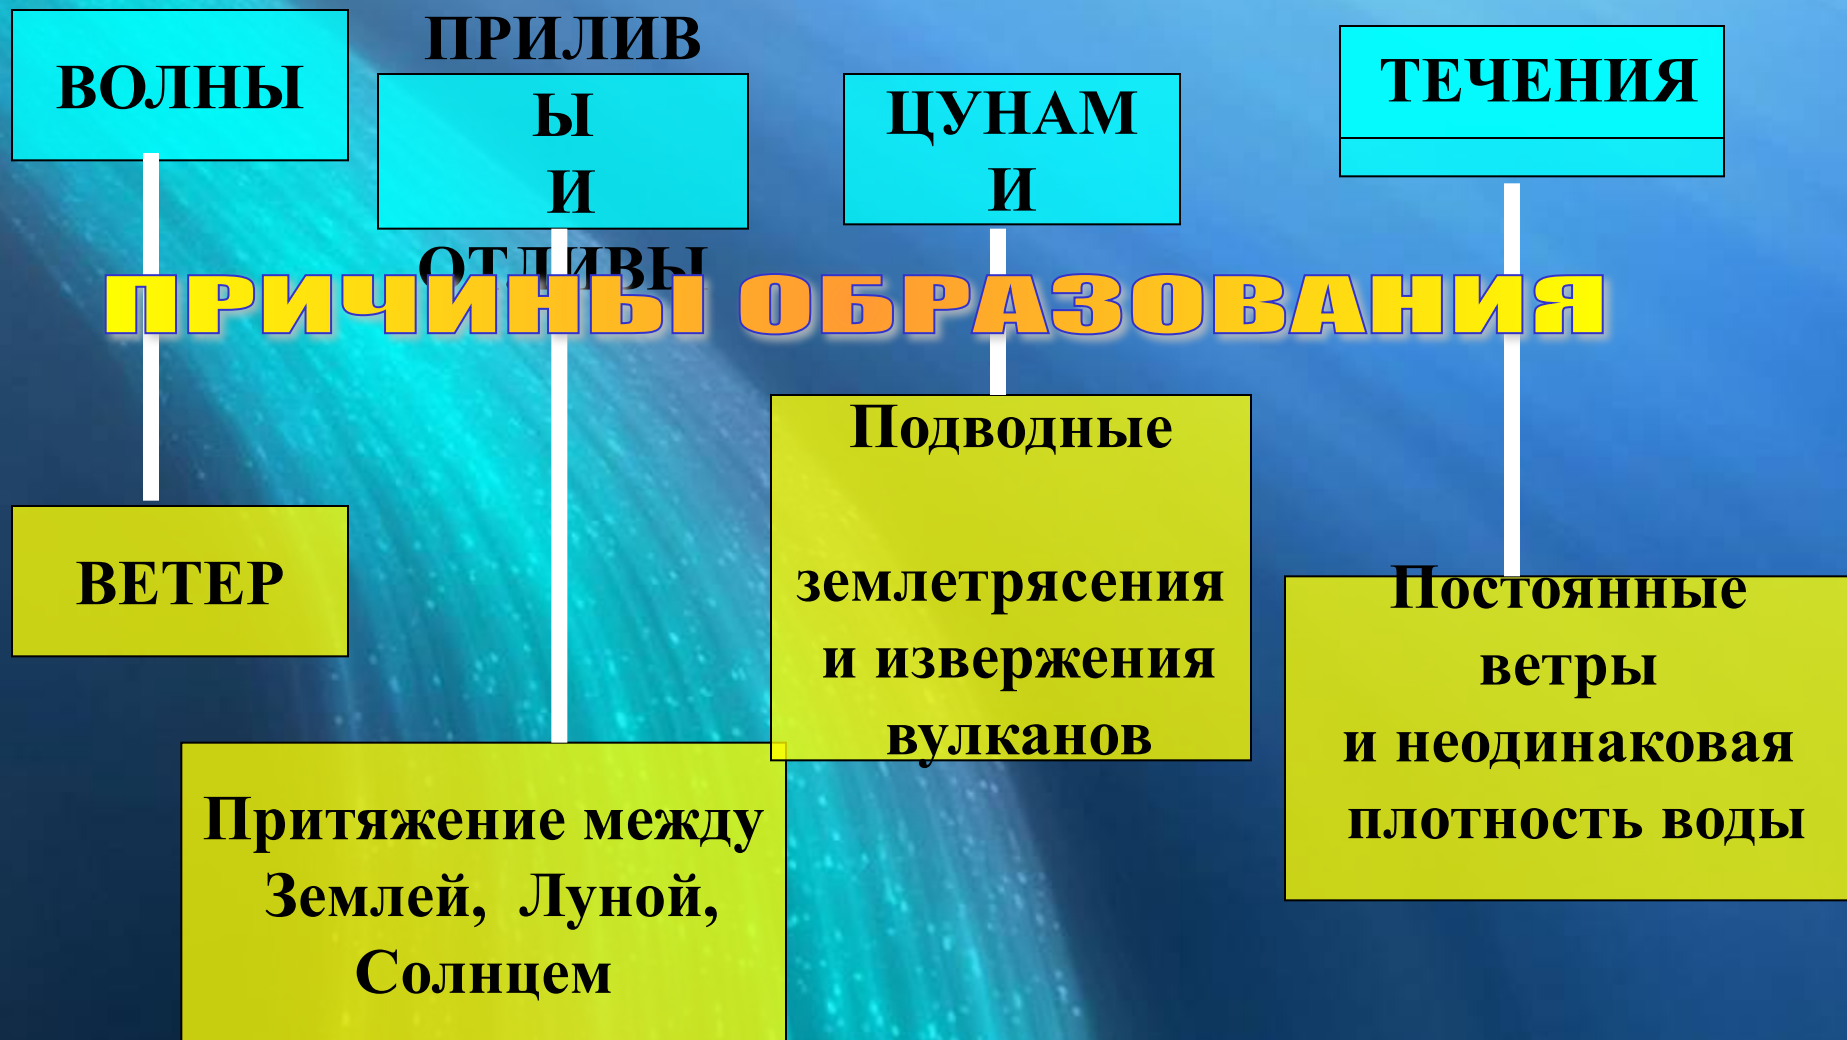 ВОЛНЫ
ПРИЛИВ
Ы
И
ОТЛИВЫ
ЦУНАМ
И
ТЕЧЕНИЯ
ПРИЧИНЫ ОБРАЗОВАНИЯ
ВЕТЕР
Притяжение между
Землей, Луной,
Солнцем
Подводные
землетрясения
и извержения
вулканов
Постоянные
ветры
и неодинаковая
плотность воды